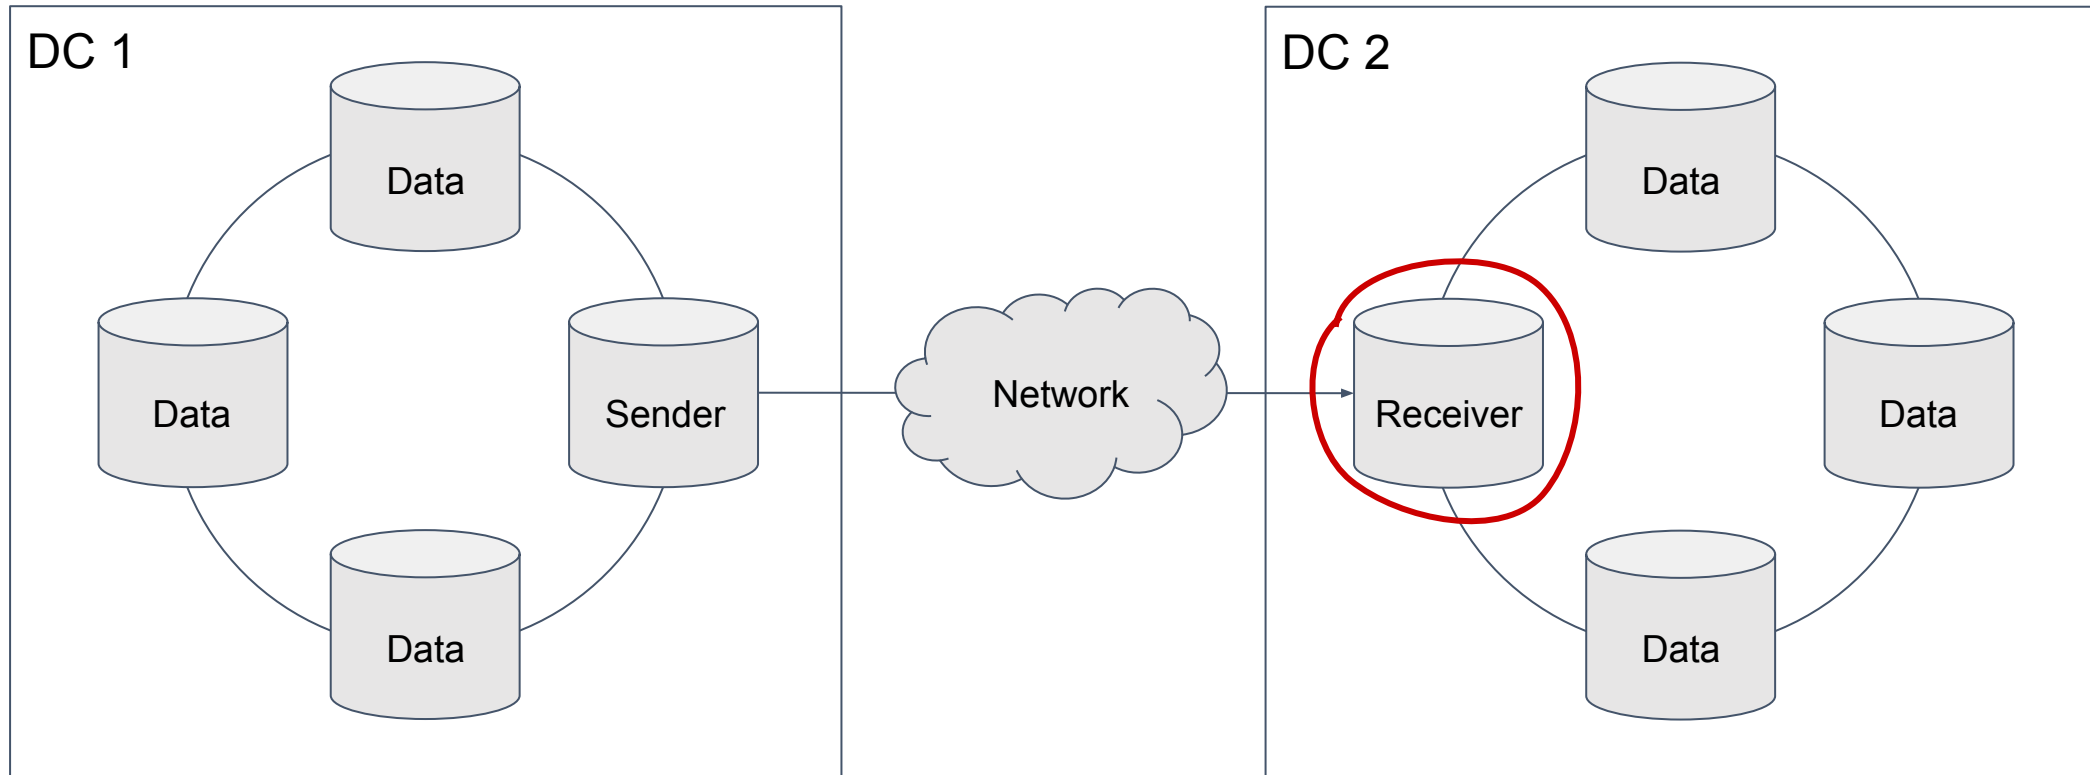 DC 1
Data
Data
Sender
Data
Network
DC 2
Data
Receiver
Data
Data